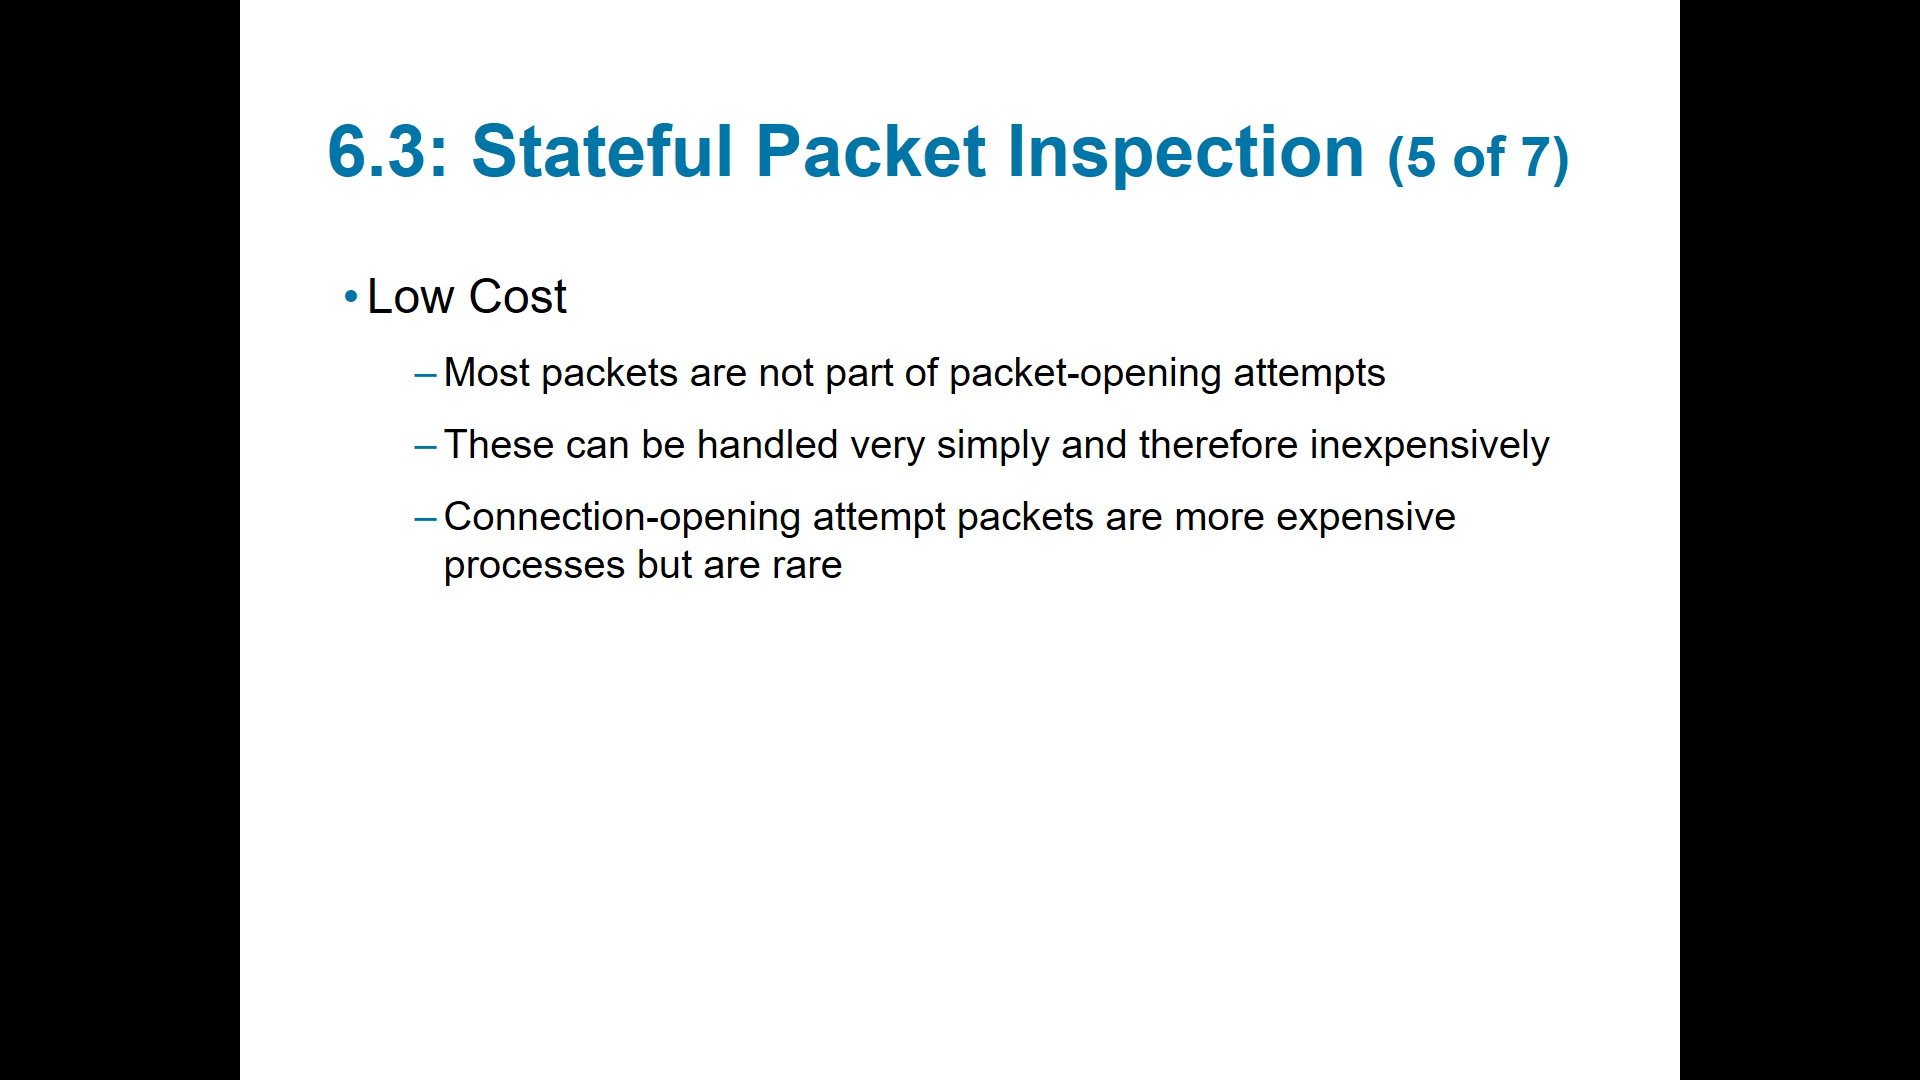 6.3: Stateful Packet Inspection (5 of 7)
• Low Cost
– Most packets are not part of packet-opening attempts
– These can be handled very simply and therefore inexpensively
– Connection-opening attempt packets are more expensive
processes but are rare